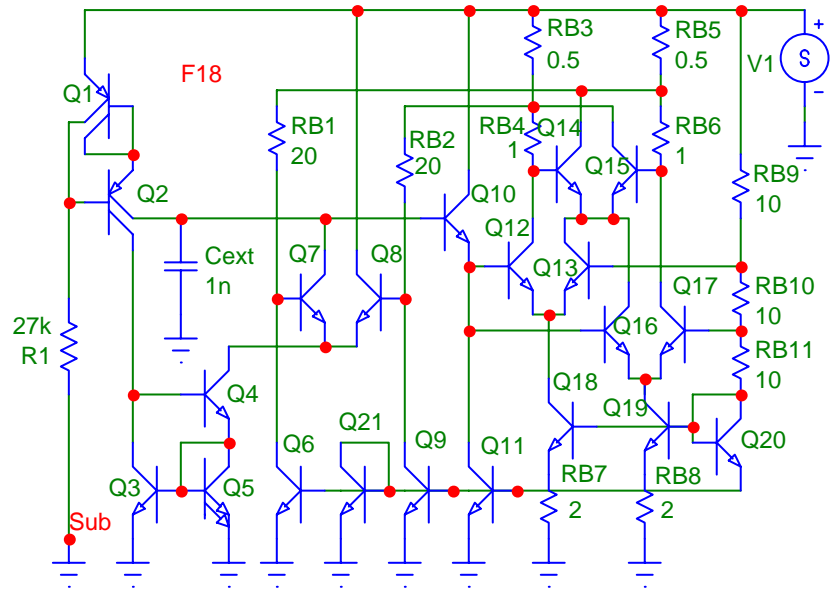 RB3
0.5
RB5
0.5
V1
+
S
−
F18
Q1
RB1
20
RB2
20
RB4
1
Q14
Q15
RB6
1
RB9
10
Q2
Q10
Cext
1n
Q7
Q8
Q12
Q13
Q17
RB10
10
27k
R1
Q16
RB11
10
Q4
Q18
Q19
Q20
Q3
Q5
Q6
Q21
Q9
Q11
RB7
2
RB8
2
Sub